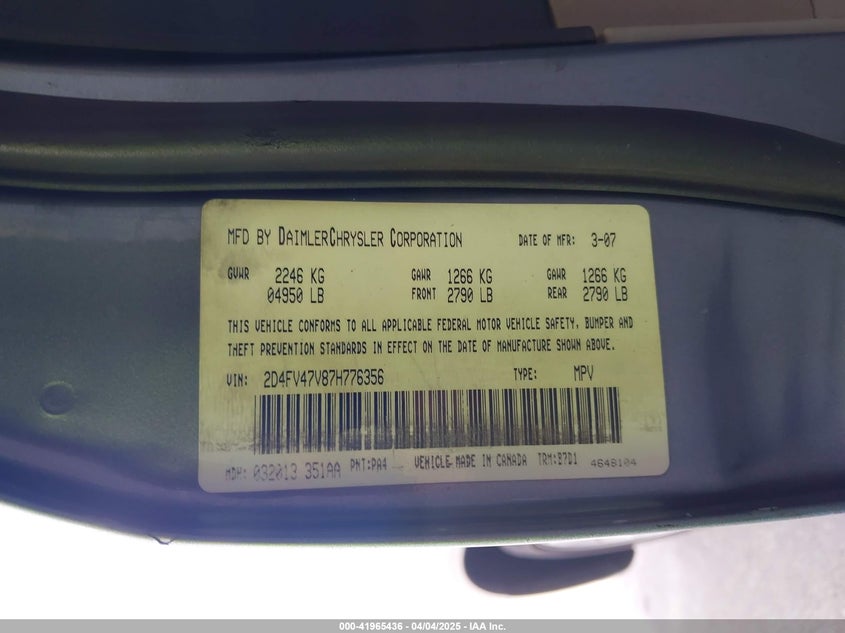 MFD BY DAIMLERCHRYSLER CORPORATION DATE OF MFR: 3-07
GVWR 2246 KG GAWR 1266 KG GAWR 1266 KG
04950 LB FRONT 2790 LB REAR 2790 LB
THIS VEHICLE CONFORMS TO ALL APPLICABLE FEDERAL MOTOR VEHICLE SAFETY, BUMPER AND
THEFT PREVENTION STANDARDS IN EFFECT ON THE DATE OF MANUFACTURE SHOWN ABOVE.
VIN: 2D4FV47V87H776356 TYPE: MPV
MDH: 032013 351AA PNT:PA4 VEHICLE MADE IN CANADA TRM:B7D1 4648104
000-41965436 - 04/04/2025 - IAA Inc.